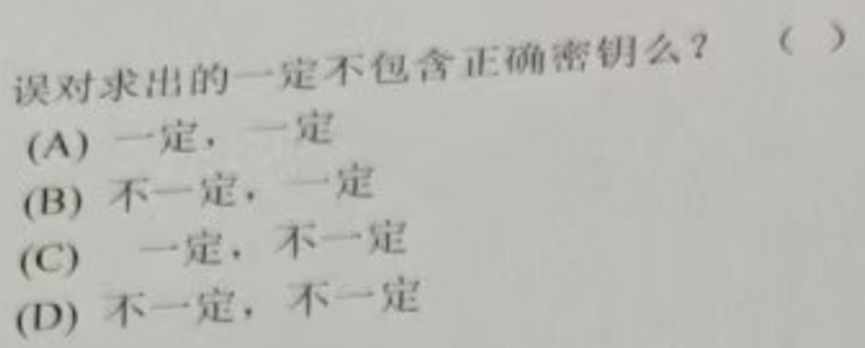 误对求出的一定不包含正确密钥么？ （ ）
(A) 一定，一定
(B) 不一定，一定
(C) 一定，不一定
(D) 不一定，不一定